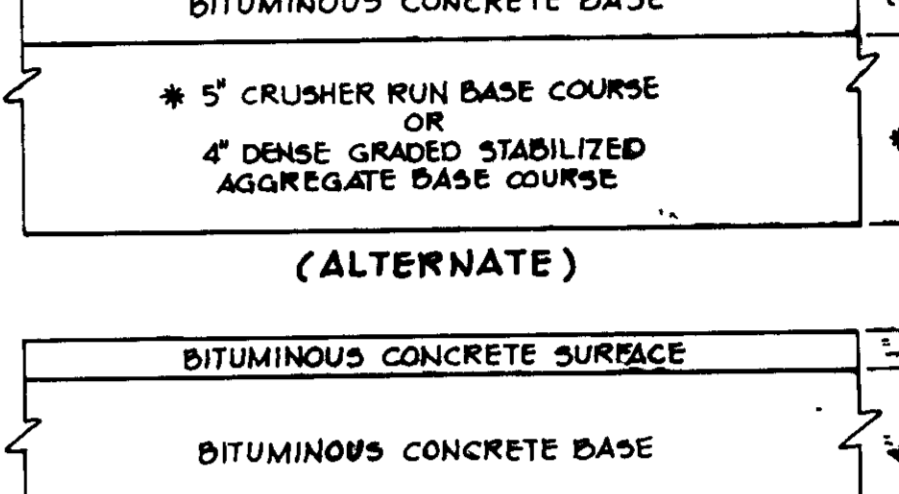 BITUMINOUS CONCRETE BASE
* 5" CRUSHER RUN BASE COURSE
OR
4" DENSE GRADED STABILIZED
AGGREGATE BASE COURSE
(ALTERNATE)
BITUMINOUS CONCRETE SURFACE
BITUMINOUS CONCRETE BASE